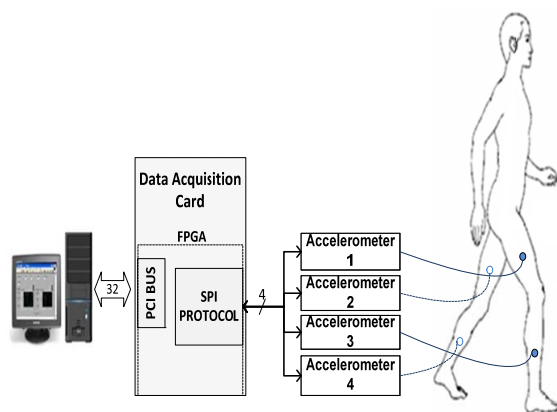 Data Acquisition
Card
FPGA
PCI BUS
SPI
PROTOCOL
32
4
Accelerometer
1
Accelerometer
2
Accelerometer
3
Accelerometer
4